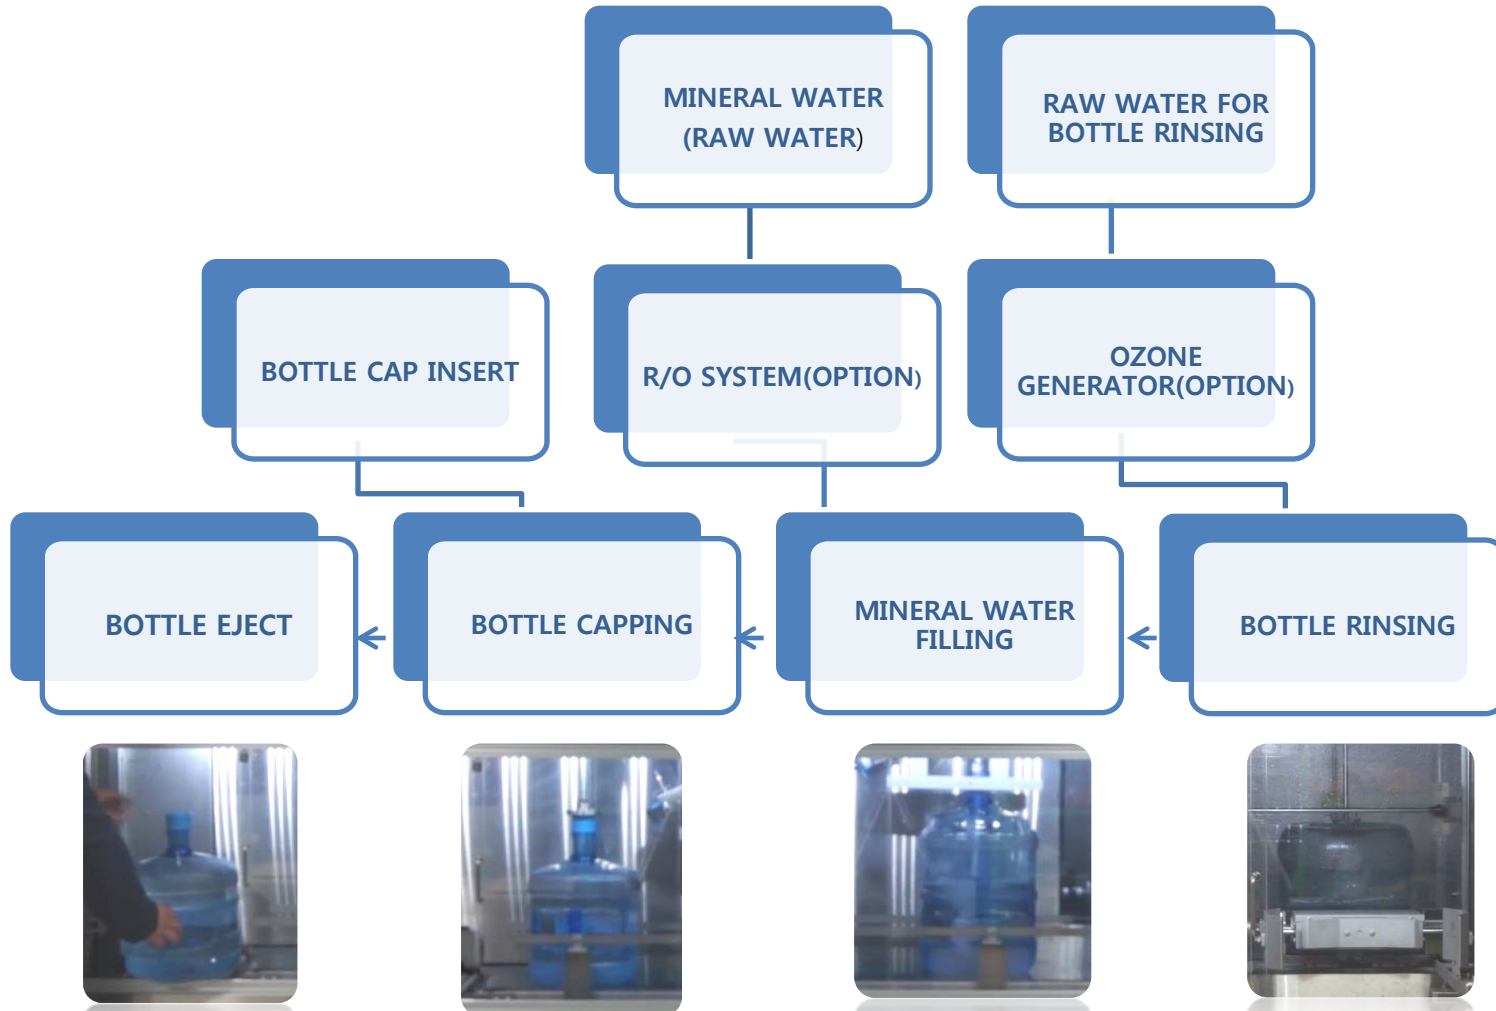 MINERAL WATER
(RAW WATER)
RAW WATER FOR
BOTTLE RINSING
BOTTLE CAP INSERT
R/O SYSTEM(OPTION)
OZONE
GENERATOR(OPTION)
BOTTLE EJECT
BOTTLE CAPPING
MINERAL WATER
FILLING
BOTTLE RINSING